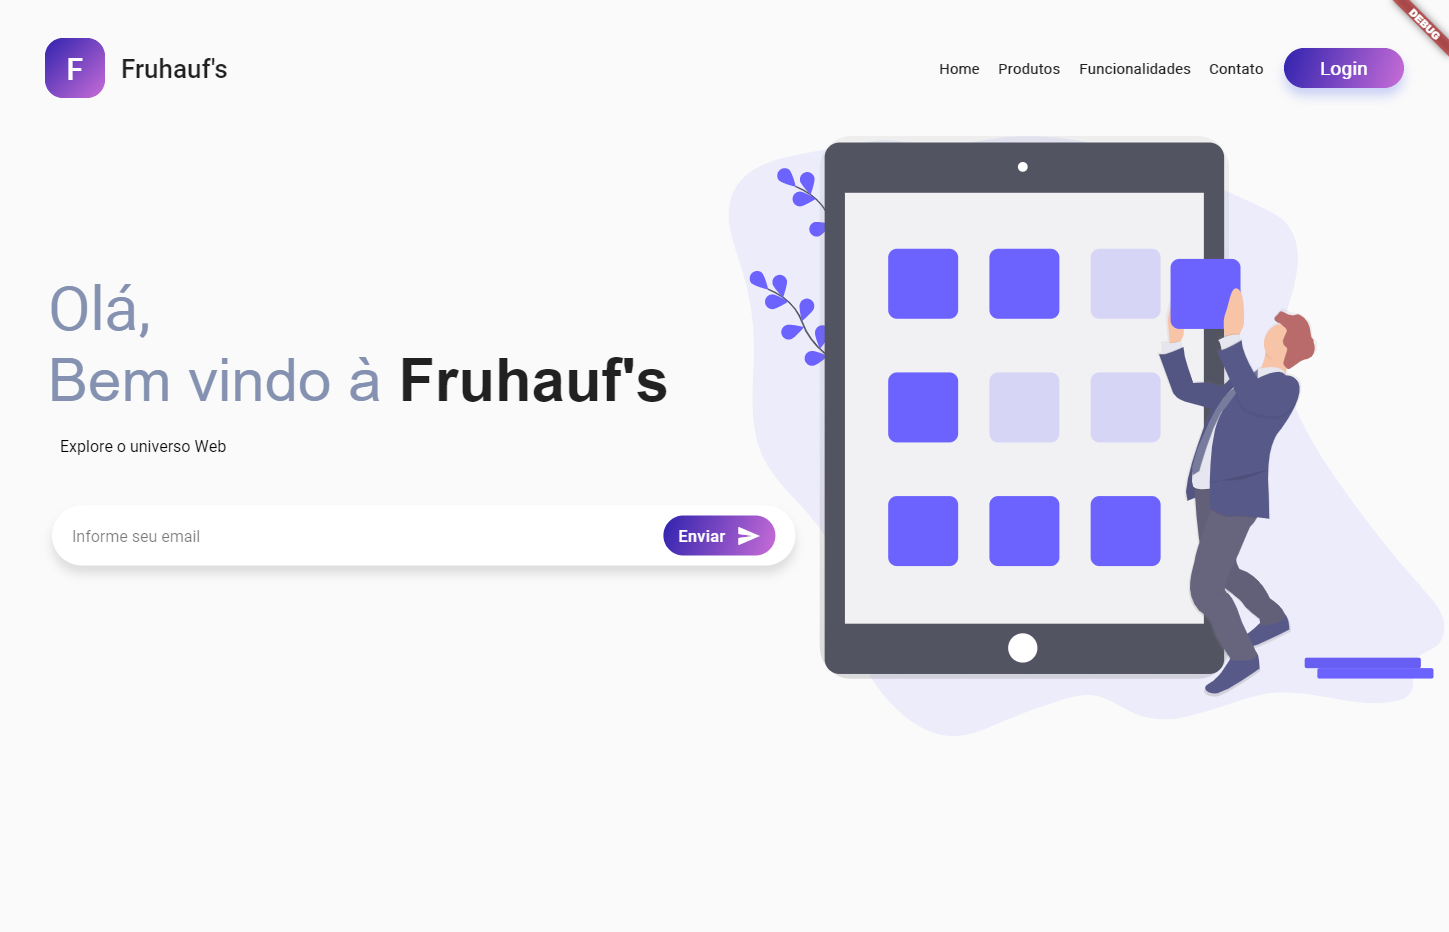 DEBUG
F
Fruhauf's
Home Produtos Funcionalidades Contato Login
Olá,
Bem vindo à Fruhauf's
Explore o universo Web
Informe seu email
Enviar